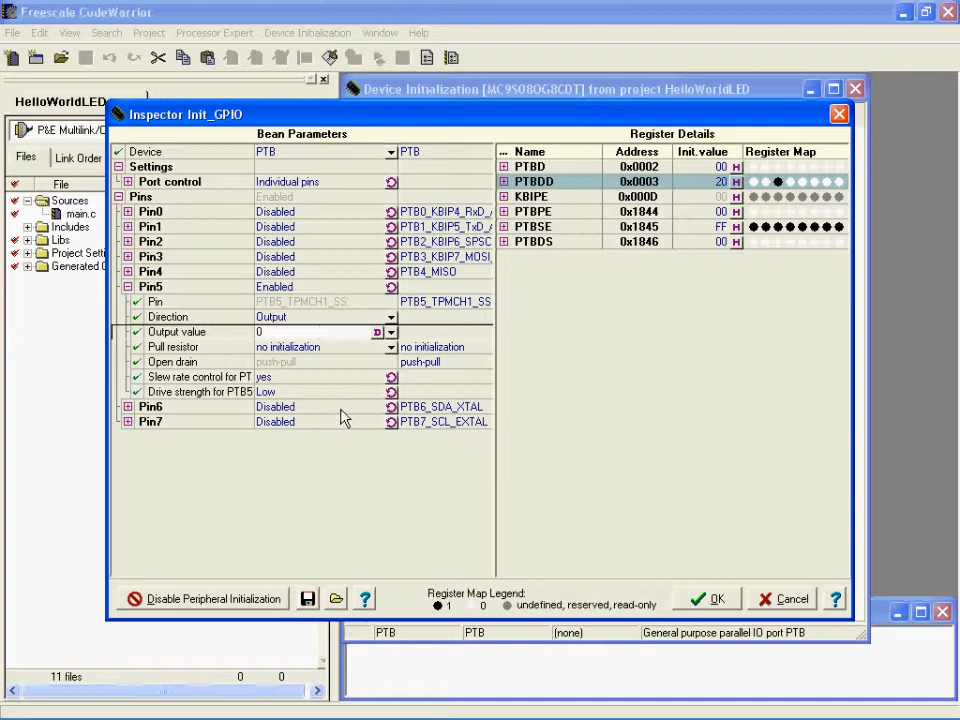 Freescale CodeWarrior
File Edit View Search Project Processor Expert Device Initialization Window Help
HelloWorldLED
Device Initialization [MC9S08QG8CDT] from project HelloWorldLED
P&E Multilink/C
Files Link Order
File
Sources
main.c
Includes
Libs
Project Setti
Generated
11 files 0 0
Inspector Init_GPIO
Bean Parameters Register Details
Device PTB PTB ... Name Address Init.value Register Map
Settings PTBD 0x0002 00 H
Port control Individual pins PTBDD 0x0003 20 H
Pins Enabled KBIPE 0x000D 00 H
Pin0 Disabled PTB0_KBIP4_RxD_ PTBPE 0x1844 00 H
Pin1 Disabled PTB1_KBIP5_TxD_ PTBSE 0x1845 FF H
Pin2 Disabled PTB2_KBIP6_SPSC PTBDS 0x1846 00 H
Pin3 Disabled PTB3_KBIP7_MOSI_
Pin4 Disabled PTB4_MISO
Pin5 Enabled
Pin PTB5_TPMCH1_SS PTB5_TPMCH1_SS
Direction Output
Output value 0 D
Pull resistor no initialization no initialization
Open drain push-pull push-pull
Slew rate control for PT yes
Drive strength for PTB5 Low
Pin6 Disabled PTB6_SDA_XTAL
Pin7 Disabled PTB7_SCL_EXTAL
Disable Peripheral Initialization ? Register Map Legend: OK Cancel ?
1 0 undefined, reserved, read-only
PTB PTB (none) General purpose parallel IO port PTB